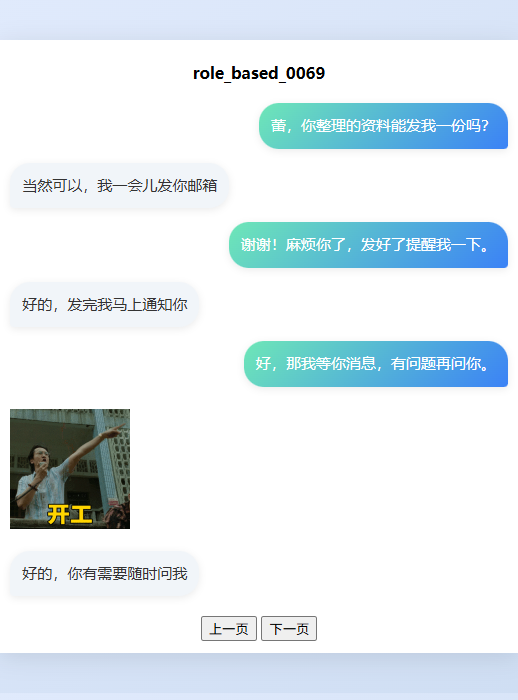 role_based_0069
蕾，你整理的资料能发我一份吗？
当然可以，我一会儿发你邮箱
谢谢！麻烦你了，发好了提醒我一下。
好的，发完我马上通知你
好，那我等你消息，有问题再问你。
开工
好的，你有需要随时问我
上一页 下一页